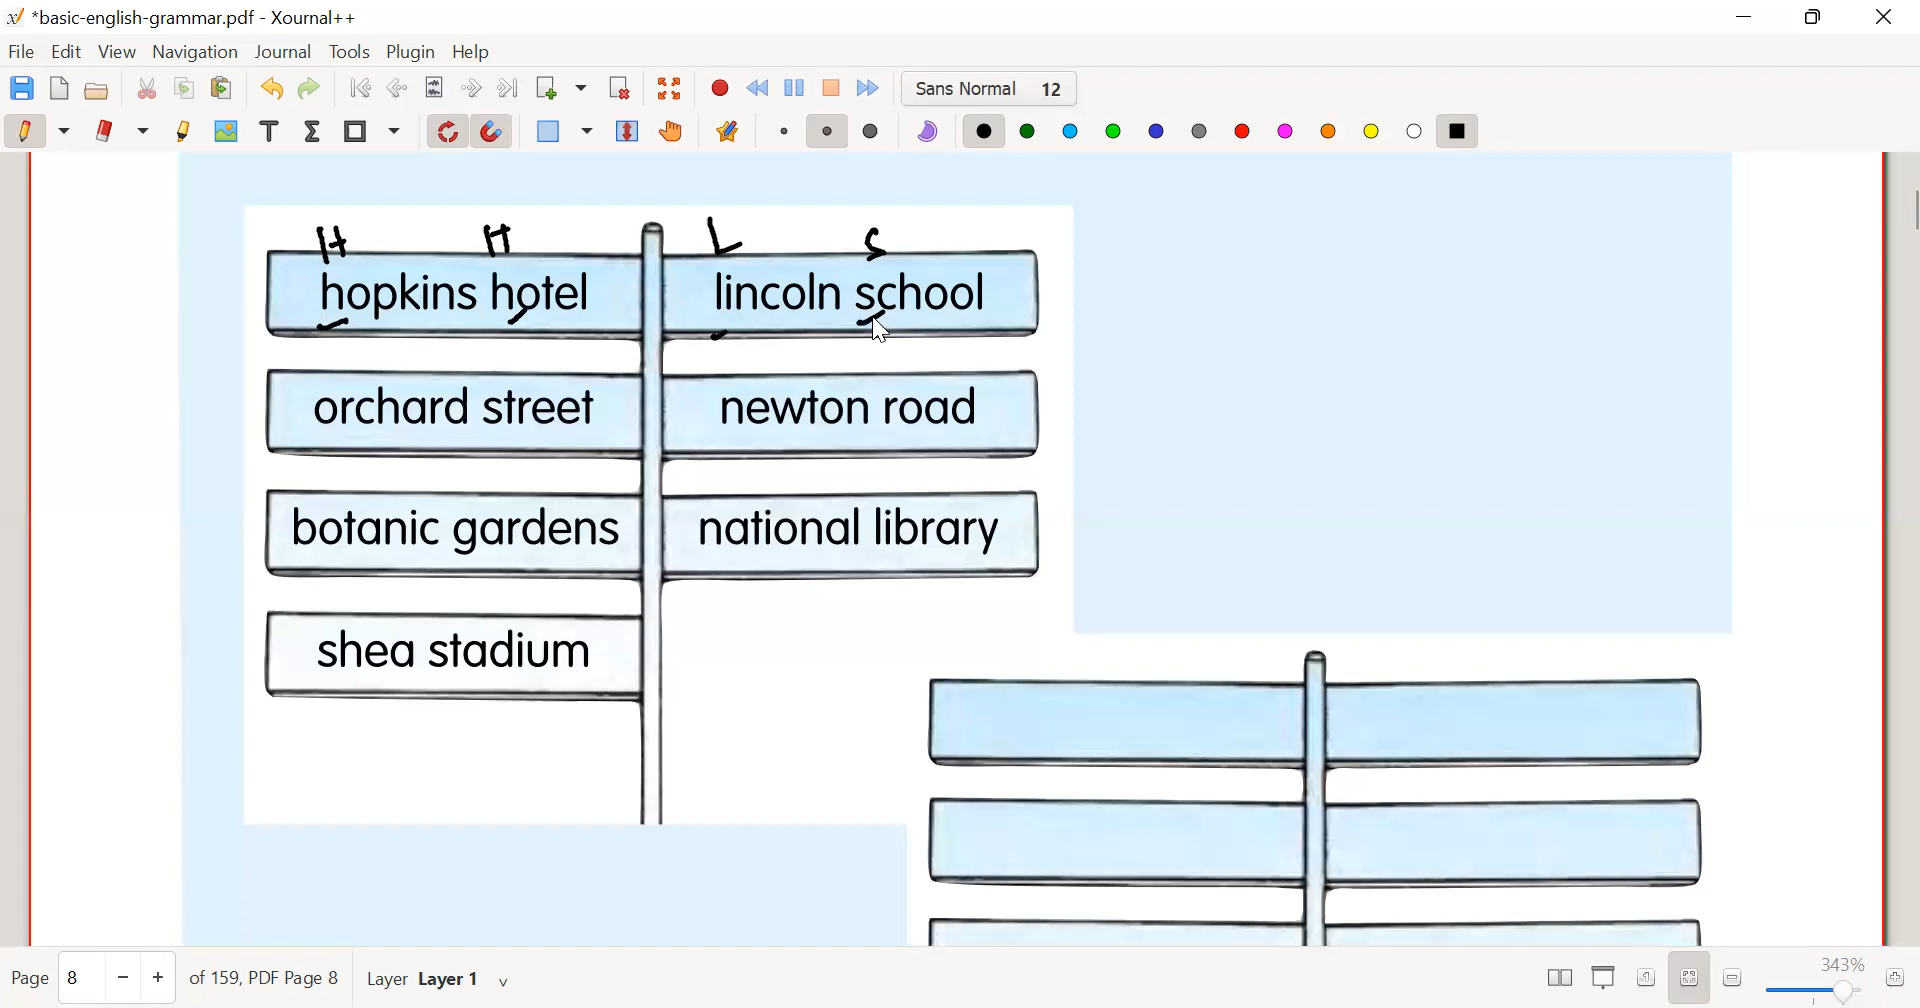 *basic-english-grammar.pdf - Xournal++
File Edit View Navigation Journal Tools Plugin Help
Sans Normal 12
H H L S
hopkins hotel lincoln school
orchard street newton road
botanic gardens national library
shea stadium
Page 8 of 159, PDF Page 8 Layer Layer 1 343%